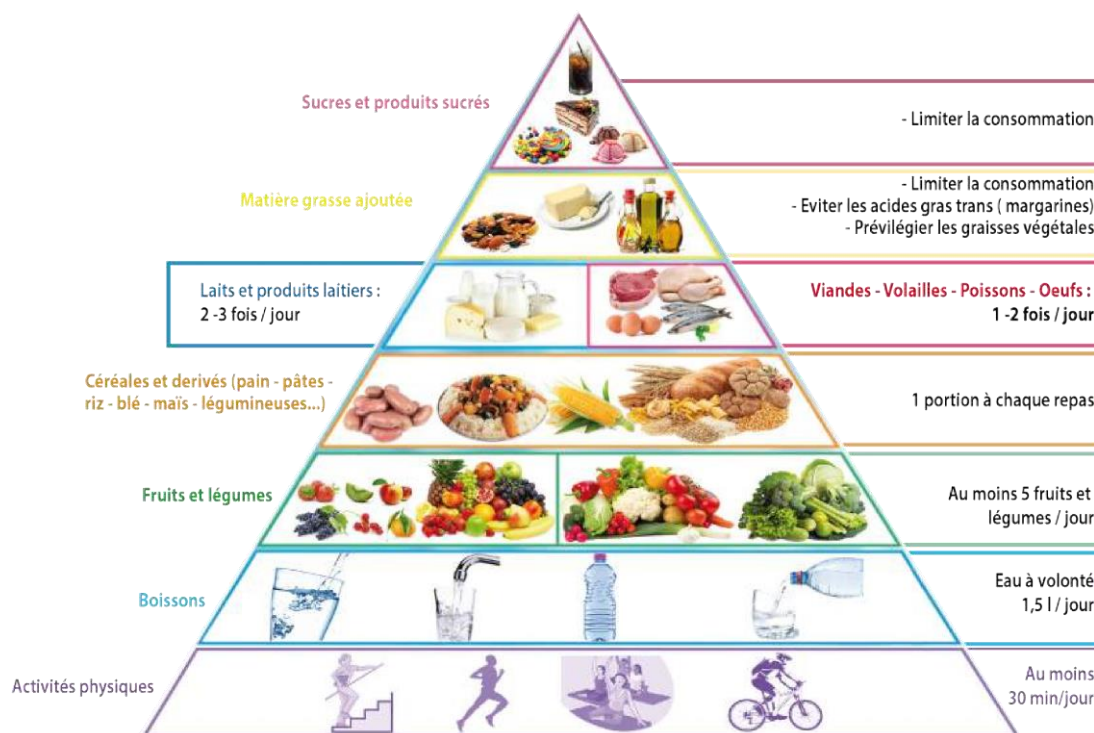 Sucres et produits sucrés
- Limiter la consommation
Matière grasse ajoutée
- Limiter la consommation
- Eviter les acides gras trans ( margarines)
- Prévilégier les graisses végétales
Laits et produits laitiers :
2 -3 fois / jour
Viandes - Volailles - Poissons - Oeufs :
1 -2 fois / jour
Céréales et derivés (pain - pâtes -
riz - blé - maïs - légumineuses...)
1 portion à chaque repas
Fruits et légumes
Au moins 5 fruits et
légumes / jour
Boissons
Eau à volonté
1,5 l / jour
Activités physiques
Au moins
30 min/jour